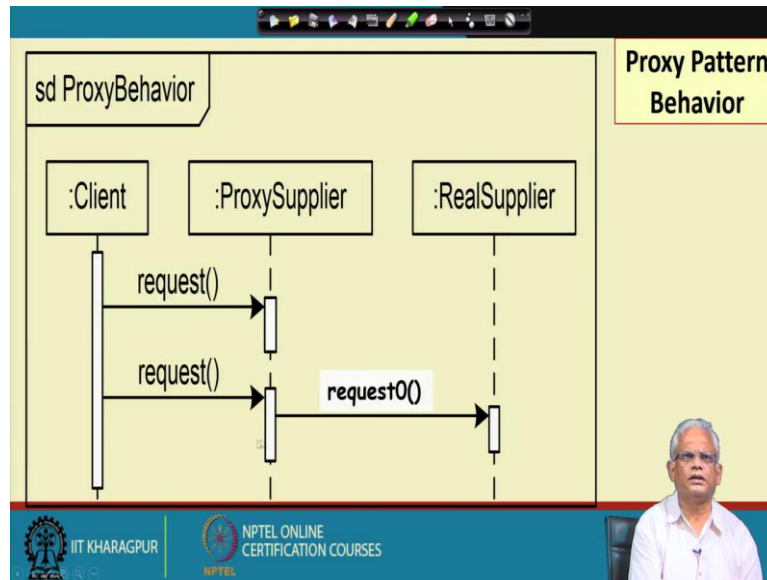 sd ProxyBehavior
Proxy Pattern
Behavior
:Client
:ProxySupplier
:RealSupplier
request()
request()
request0()
IIT KHARAGPUR
NPTEL
NPTEL ONLINE
CERTIFICATION COURSES